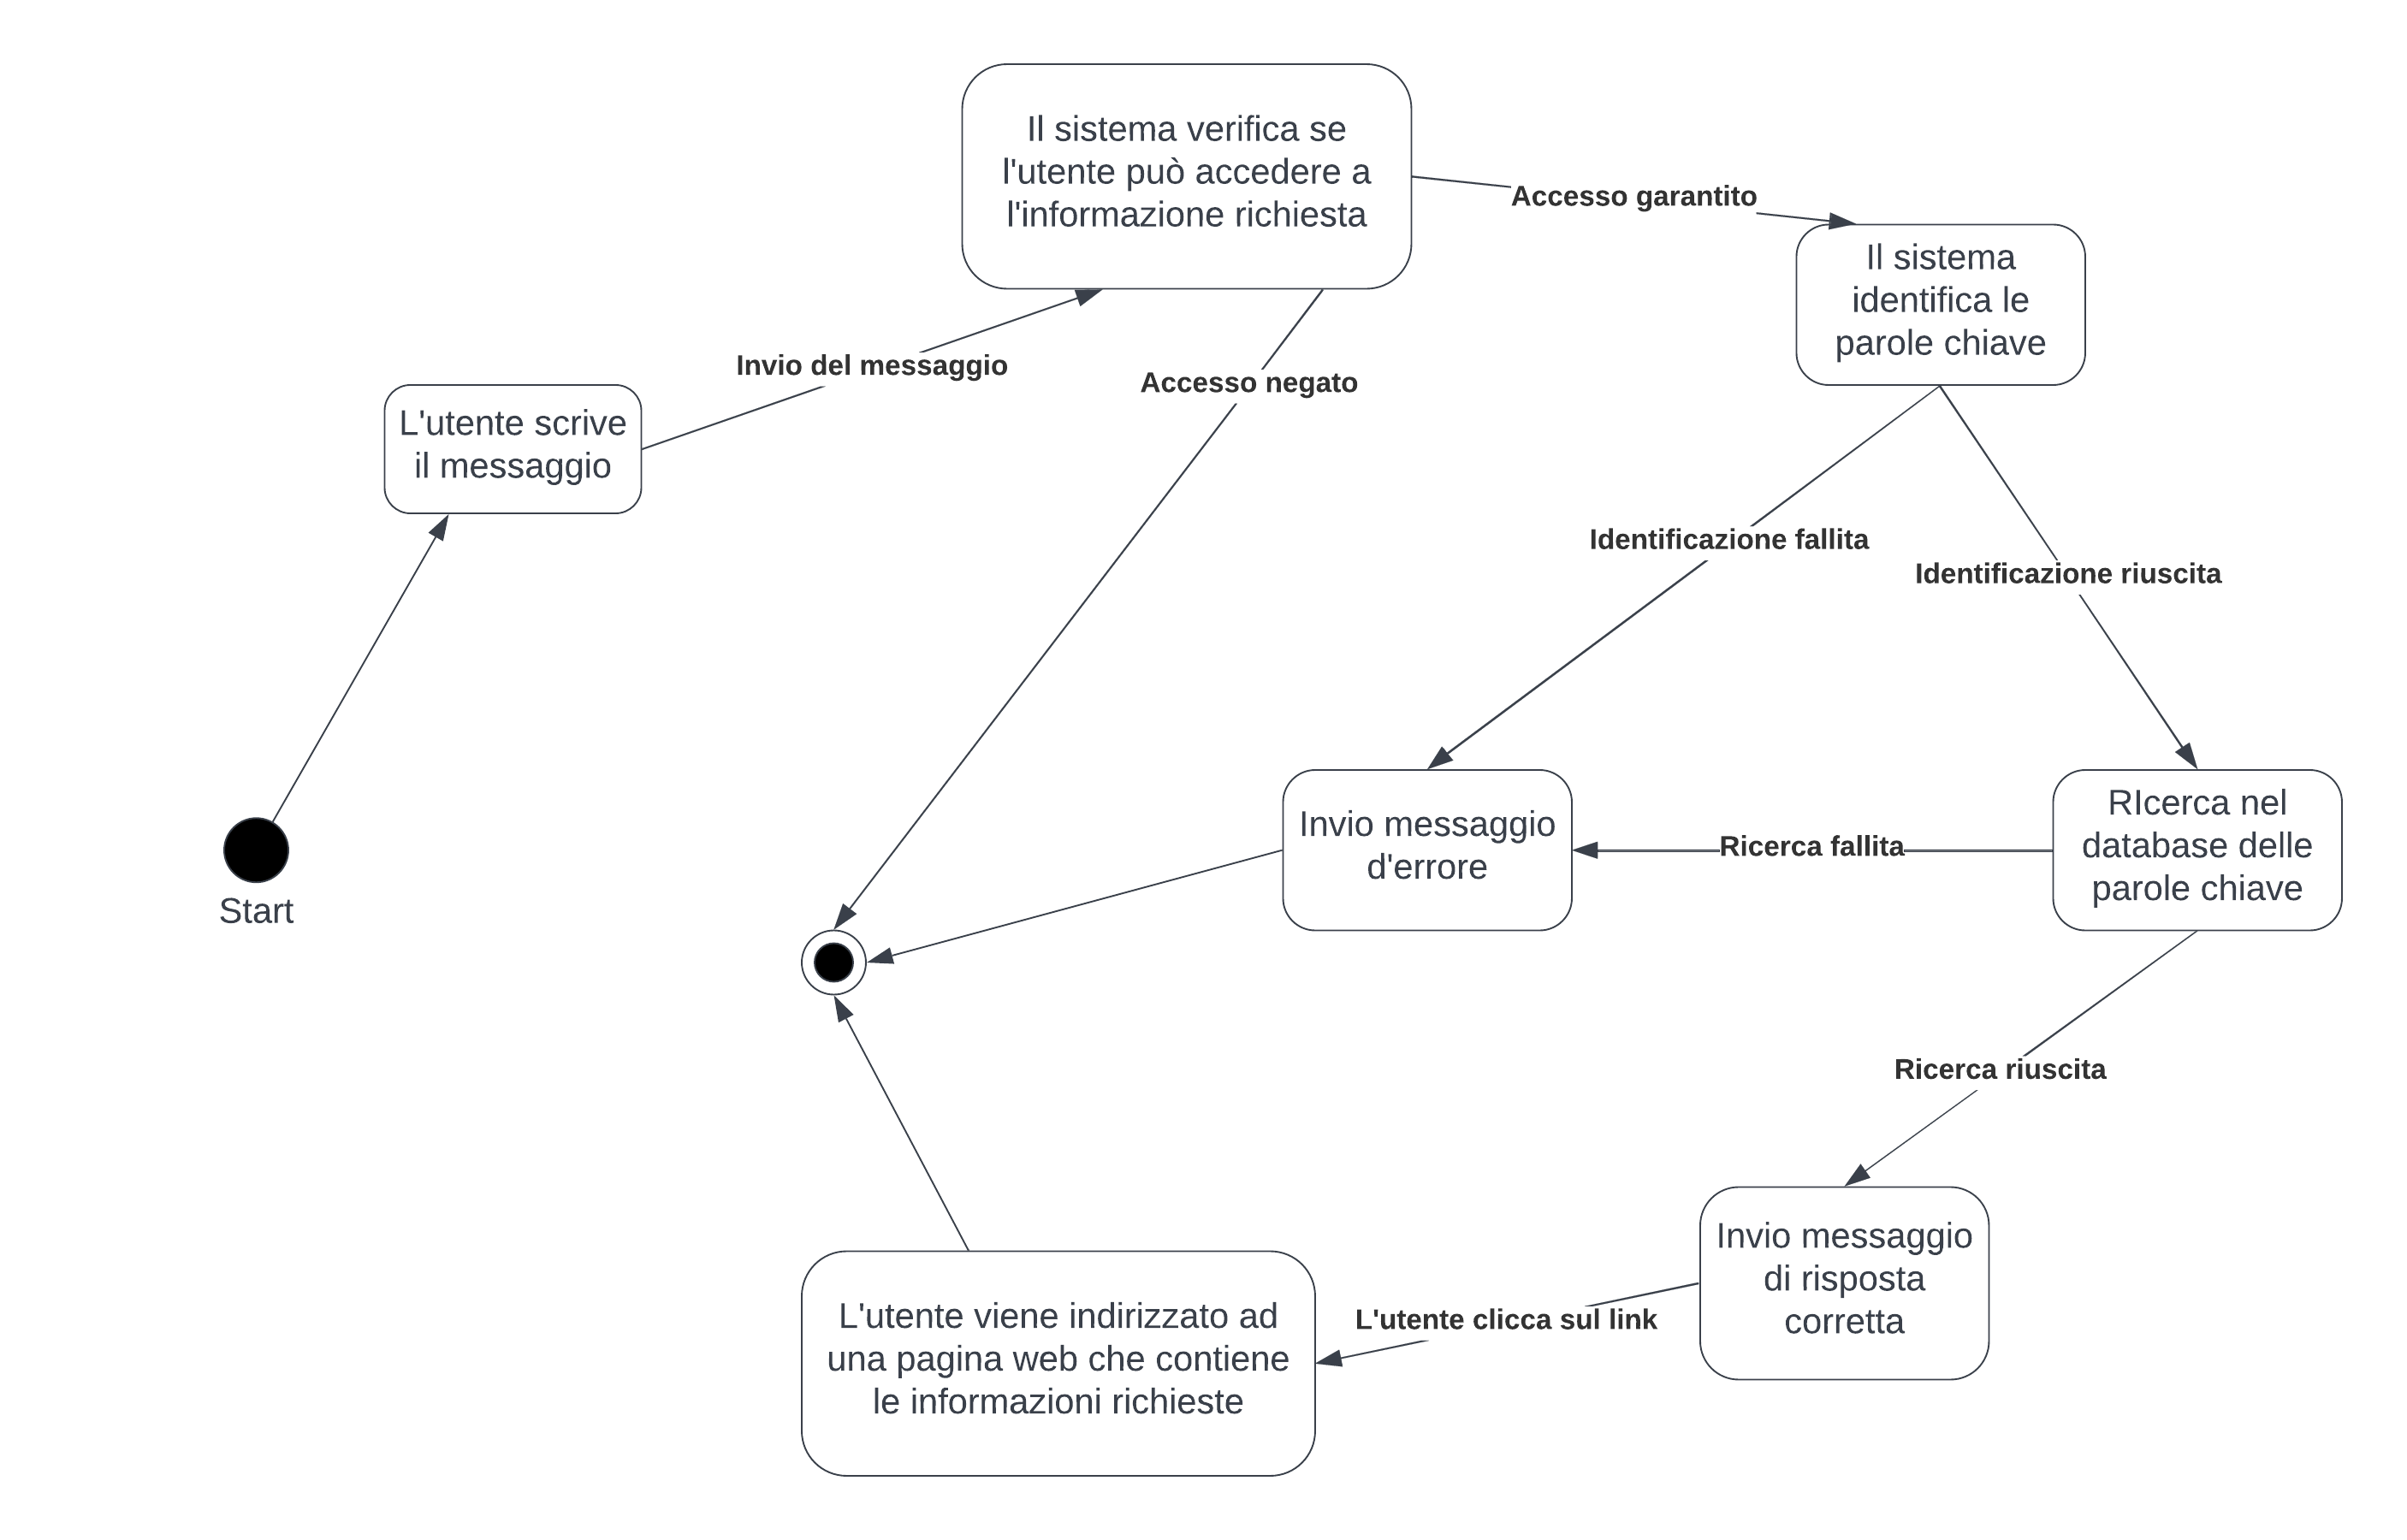 Il sistema verifica se
l'utente può accedere a
l'informazione richiesta
Accesso garantito
Il sistema
identifica le
parole chiave
Invio del messaggio
Accesso negato
L'utente scrive
il messaggio
Identificazione fallita
Identificazione riuscita
Invio messaggio
d'errore
Ricerca fallita
RIcerca nel
database delle
parole chiave
Start
Ricerca riuscita
Invio messaggio
di risposta
corretta
L'utente clicca sul link
L'utente viene indirizzato ad
una pagina web che contiene
le informazioni richieste